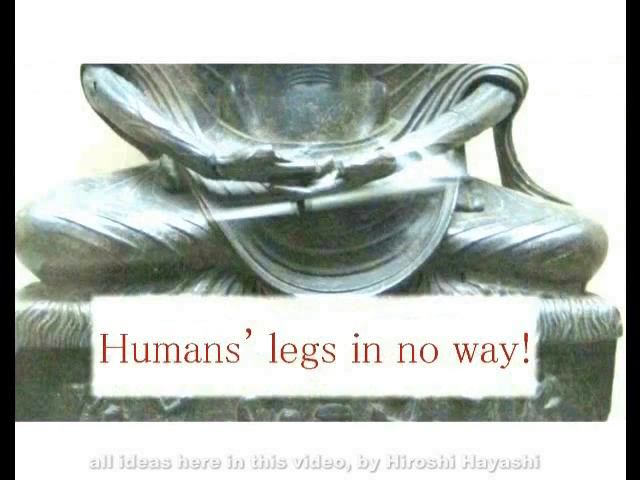 Humans’ legs in no way!
all ideas here in this video, by Hiroshi Hayashi